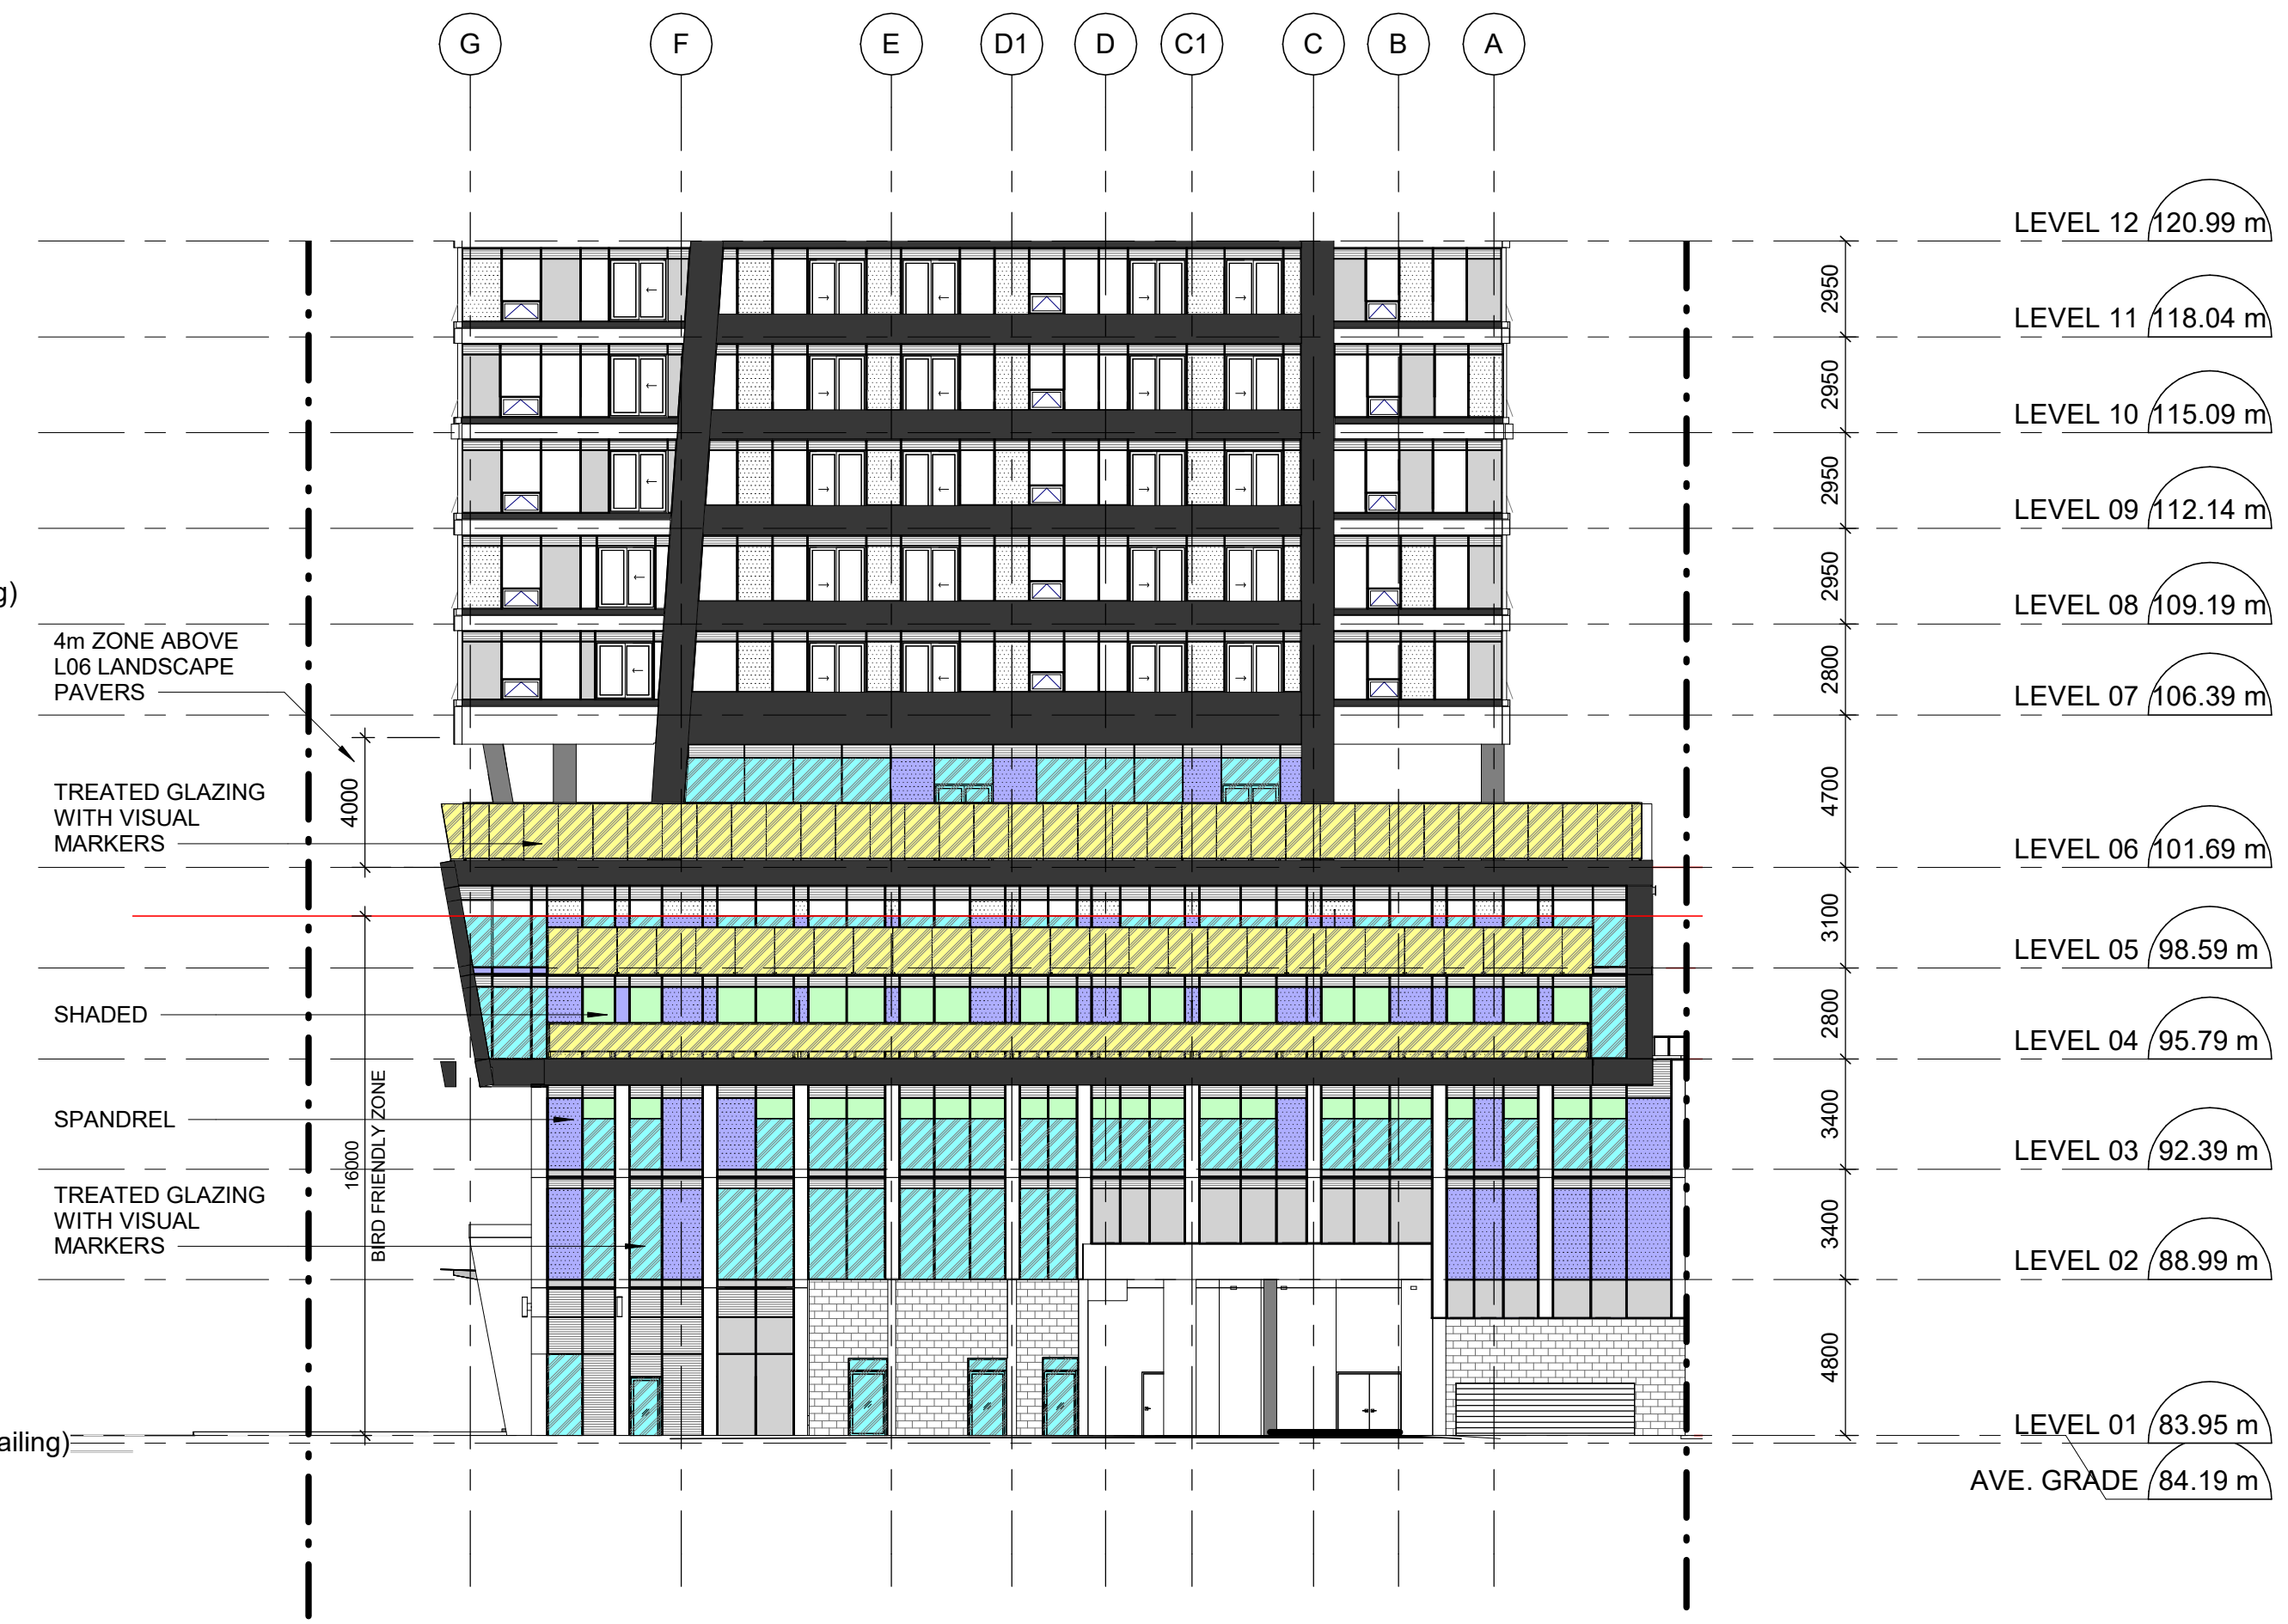 G F E D1 D C1 C B A
LEVEL 12 120.99 m
2950
LEVEL 11 118.04 m
2950
LEVEL 10 115.09 m
2950
LEVEL 09 112.14 m
2950
g)
LEVEL 08 109.19 m
4m ZONE ABOVE
L06 LANDSCAPE
PAVERS
2800
LEVEL 07 106.39 m
TREATED GLAZING
WITH VISUAL
MARKERS
4000
4700
LEVEL 06 101.69 m
3100
LEVEL 05 98.59 m
SHADED
2800
LEVEL 04 95.79 m
SPANDREL
3400
LEVEL 03 92.39 m
16000
BIRD FRIENDLY ZONE
TREATED GLAZING
WITH VISUAL
MARKERS
3400
LEVEL 02 88.99 m
4800
ailing)
LEVEL 01 83.95 m
AVE. GRADE 84.19 m